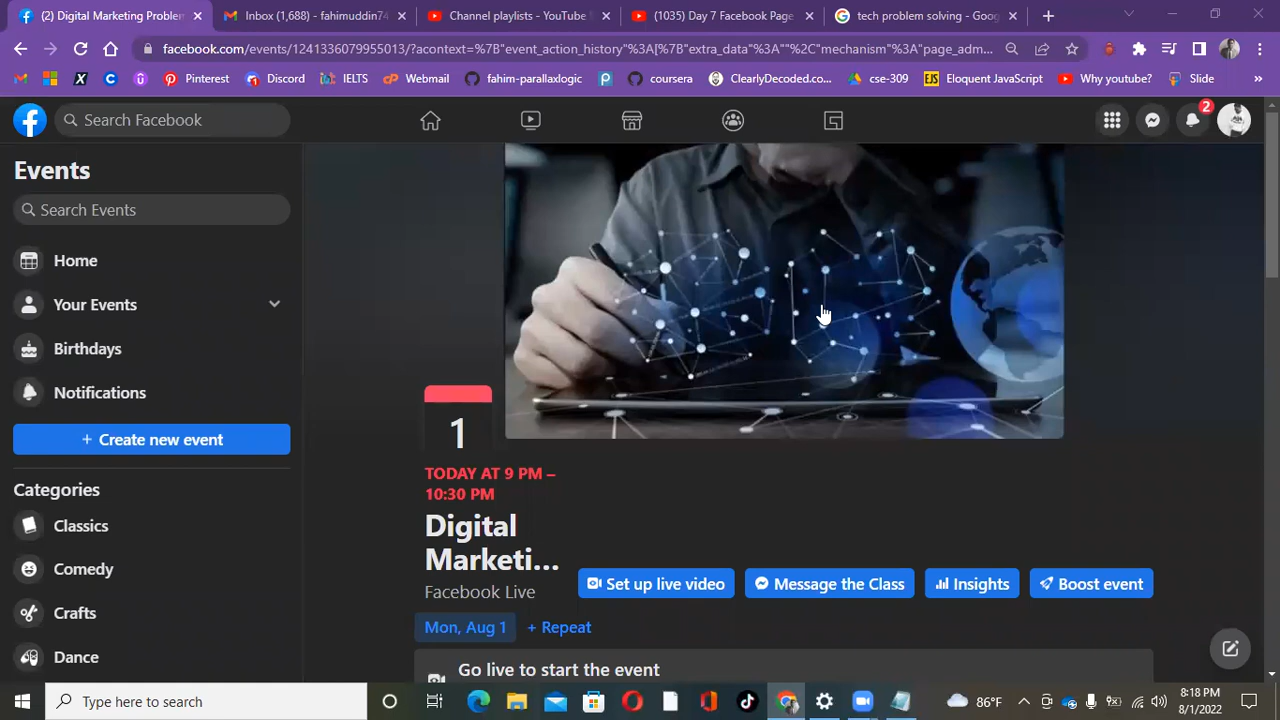 (2) Digital Marketing Problem
Inbox (1,688) - fahimuddin74
Channel playlists - YouTube S
(1035) Day 7 Facebook Page
tech problem solving - Goog
facebook.com/events/1241336079955013/?acontext=%7B"event_action_history"%3A[%7B"extra_data"%3A""%2C"mechanism"%3A"page_adm...
Pinterest
Discord
IELTS
Webmail
fahim-parallaxlogic
coursera
ClearlyDecoded.co...
cse-309
EJS Eloquent JavaScript
Why youtube?
Slide
Search Facebook
2
Events
Search Events
Home
Your Events
Birthdays
Notifications
+ Create new event
Categories
Classics
Comedy
Crafts
Dance
1
TODAY AT 9 PM –
10:30 PM
Digital
Marketi...
Facebook Live
Set up live video
Message the Class
Insights
Boost event
Mon, Aug 1
+ Repeat
Go live to start the event
Type here to search
86°F
8:18 PM
8/1/2022